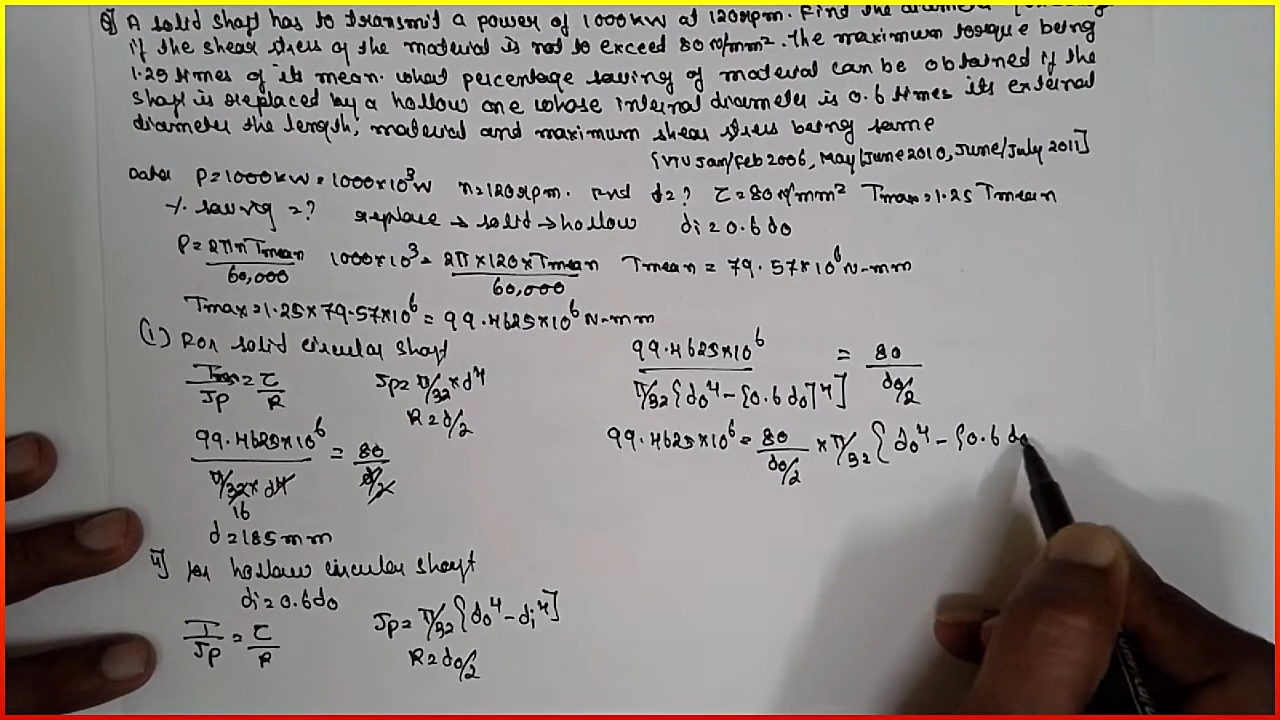 Q] A solid shaft has to transmit a power of 1000kW at 120rpm. Find the
if the shear stress of the material is not to exceed 80 N/mm². The maximum torque being
1.25 times of its mean. what percentage saving of material can be obtained if the
shaft is replaced by a hollow one whose internal diameter is 0.6 times its external
diameter the length, material and maximum shear stress being same
[VTU Jan/Feb 2006, May/June 2010, June/July 2011]
Data P=1000kW=1000×10³W n=120rpm. Find d=? τ=80N/mm² Tmax=1.25 Tmean
% saving=? replace→solid→hollow di=0.6do
P=2πnTmean/60,000 1000×10³=2π×120×Tmean/60,000 Tmean=79.57×10⁶N-mm
Tmax=1.25×79.57×10⁶=99.4625×10⁶N-mm
(i) For solid circular shaft
T/Jp=τ/R Jp=π/32×d⁴
R=d/2
99.4625×10⁶/π/32×d⁴=80/d/2
16
d=185mm
ii] for hollow circular shaft
di=0.6do
T/Jp=τ/R Jp=π/32{do⁴-di⁴]
R=do/2
99.4625×10⁶/π/32{do⁴-{0.6do]⁴]=80/do/2
99.4625×10⁶=80/do/2×π/32{do⁴-{0.6do